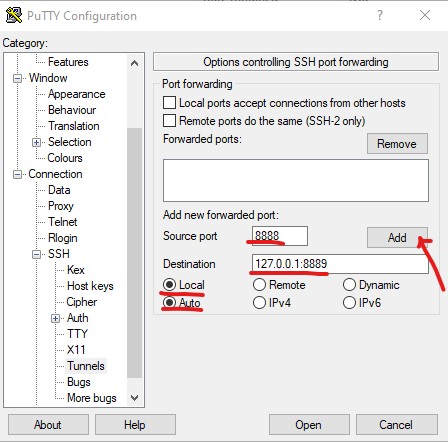 PuTTY Configuration
Category:
Features
Window
Appearance
Behaviour
Translation
Selection
Colours
Connection
Data
Proxy
Telnet
Rlogin
SSH
Kex
Host keys
Cipher
Auth
TTY
X11
Tunnels
Bugs
More bugs
Options controlling SSH port forwarding
Port forwarding
Local ports accept connections from other hosts
Remote ports do the same (SSH-2 only)
Forwarded ports: Remove
Add new forwarded port:
Source port 8888 Add
Destination 127.0.0.1:8889
Local Remote Dynamic
Auto IPv4 IPv6
About Help Open Cancel